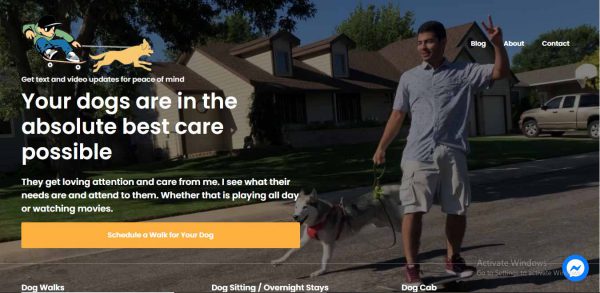 Blog About Contact
Get text and video updates for peace of mind
Your dogs are in the
absolute best care
possible
They get loving attention and care from me. I see what their
needs are and attend to them. Whether that is playing all day
or watching movies.
Schedule a Walk for Your Dog
Activate Windows
Go to Settings to activate Win
Dog Walks Dog Sitting / Overnight Stays Dog Cab